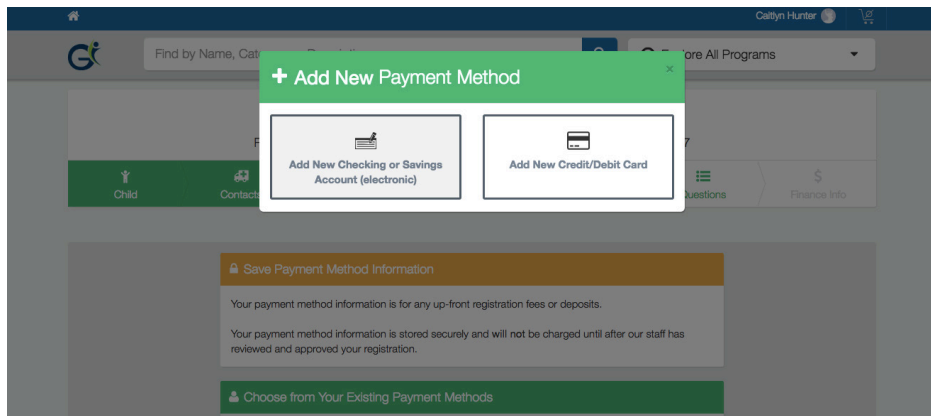 Caitlyn Hunter
Find by Name, Cat
ore All Programs
+ Add New Payment Method
×
7
Add New Checking or Savings
Account (electronic)
Add New Credit/Debit Card
Child
Contacts
Questions
$
Finance Info
Save Payment Method Information
Your payment method information is for any up-front registration fees or deposits.
Your payment method information is stored securely and will not be charged until after our staff has
reviewed and approved your registration.
Choose from Your Existing Payment Methods